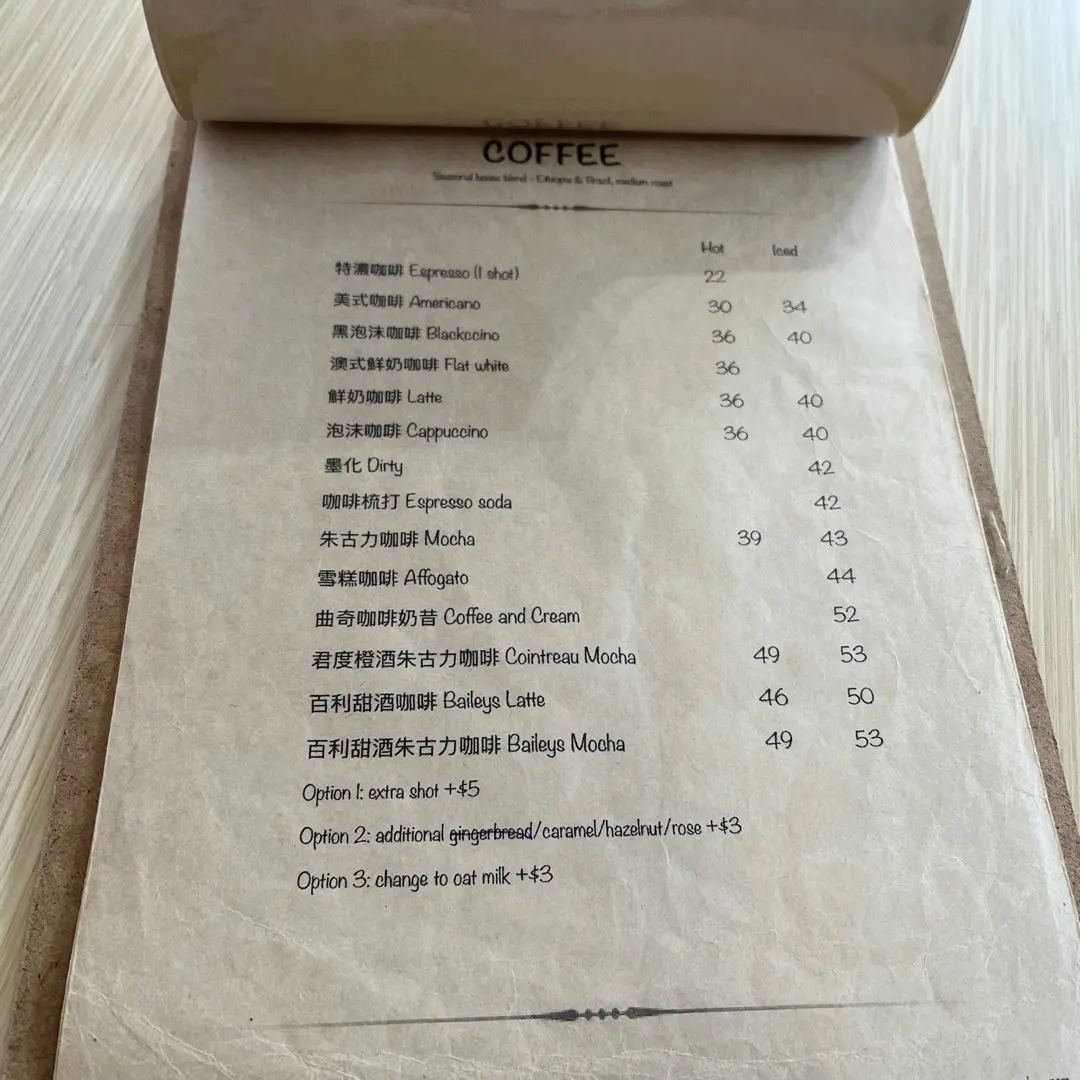 COFFEE
Seasonal house blend - Ethiopia & Brazil, medium roast
Hot Iced
特濃咖啡 Espresso (1 shot) 22
美式咖啡 Americano 30 34
黑泡沫咖啡 Blackccino 36 40
澳式鮮奶咖啡 Flat white 36
鮮奶咖啡 Latte 36 40
泡沫咖啡 Cappuccino 36 40
墨化 Dirty 42
咖啡梳打 Espresso soda 42
朱古力咖啡 Mocha 39 43
雪糕咖啡 Affogato 44
曲奇咖啡奶昔 Coffee and Cream 52
君度橙酒朱古力咖啡 Cointreau Mocha 49 53
百利甜酒咖啡 Baileys Latte 46 50
百利甜酒朱古力咖啡 Baileys Mocha 49 53
Option 1: extra shot +$5
Option 2: additional gingerbread/caramel/hazelnut/rose +$3
Option 3: change to oat milk +$3